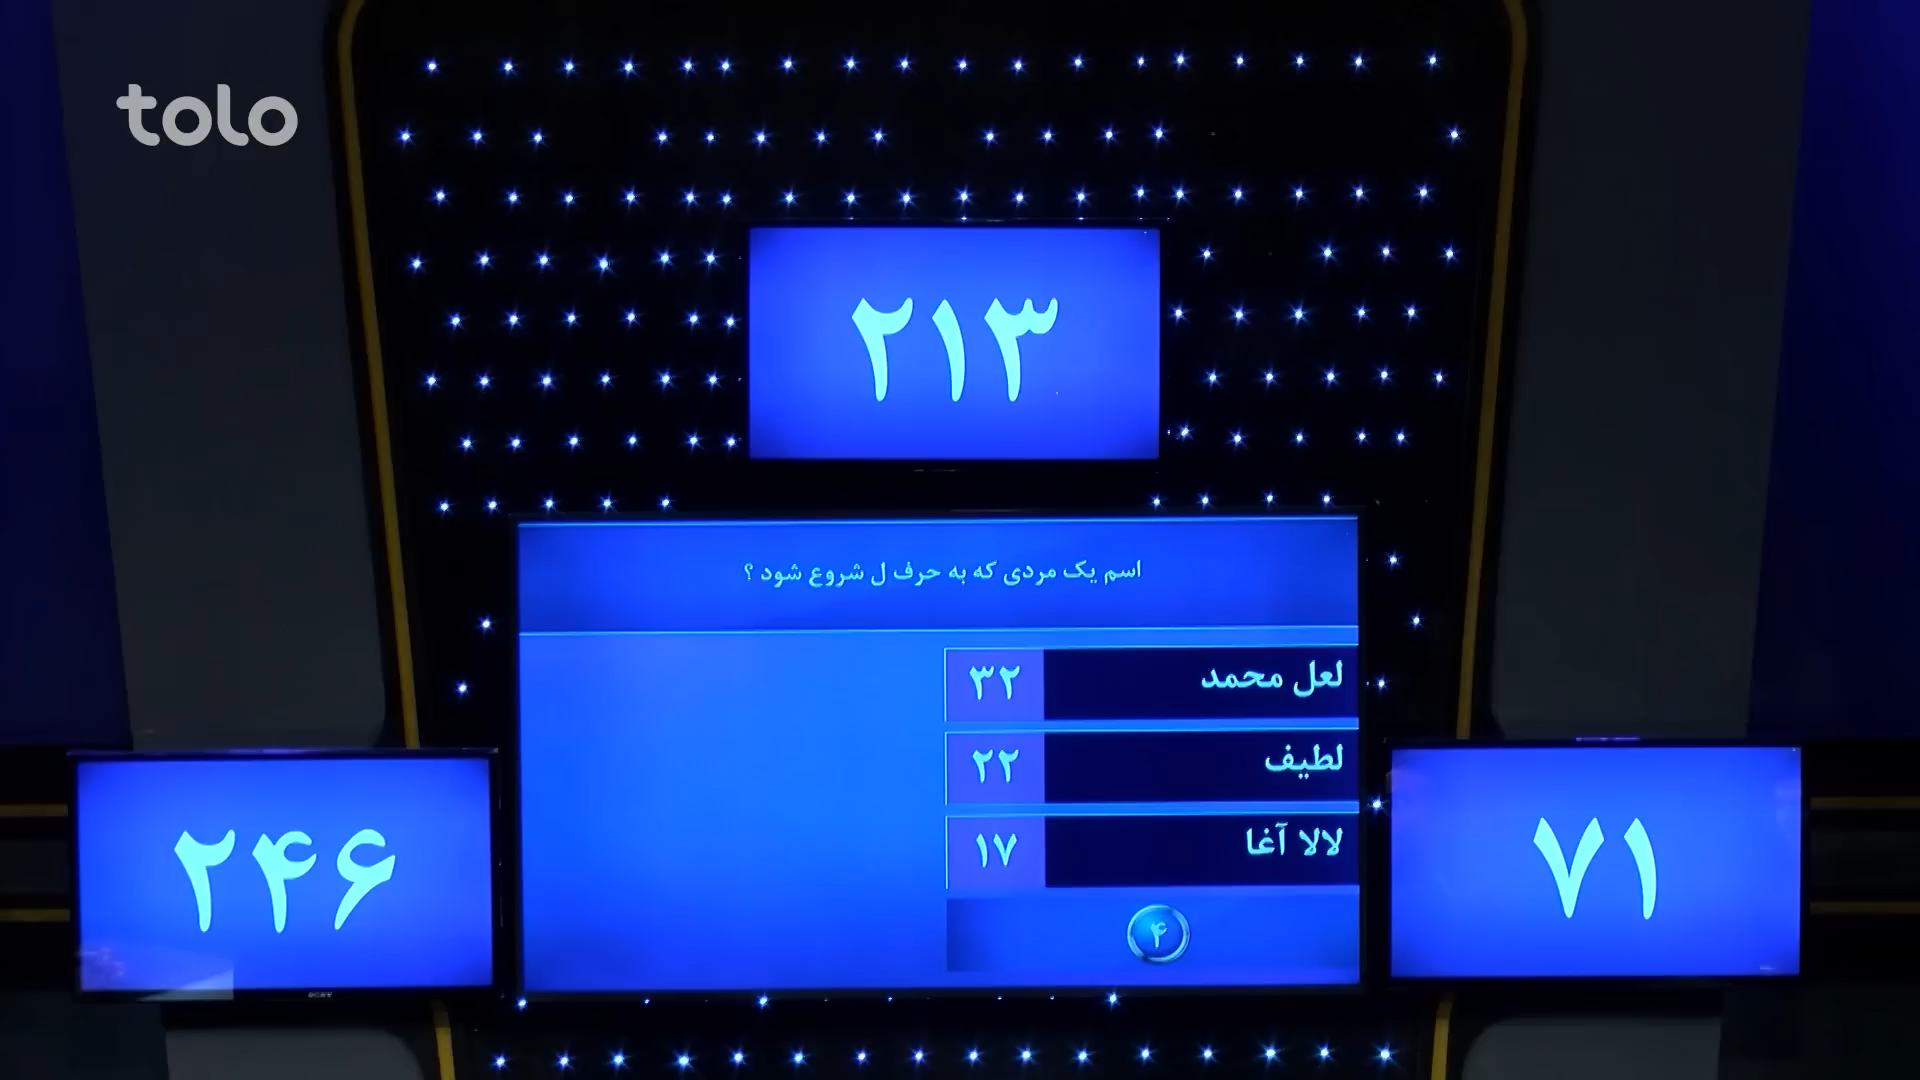 tolo
۲۱۳
اسم یک مردی که به حرف ل شروع شود ؟
لعل محمد ۳۲
لطیف ۲۲
لالا آغا ۱۷
۴
۷۱
۲۴۶